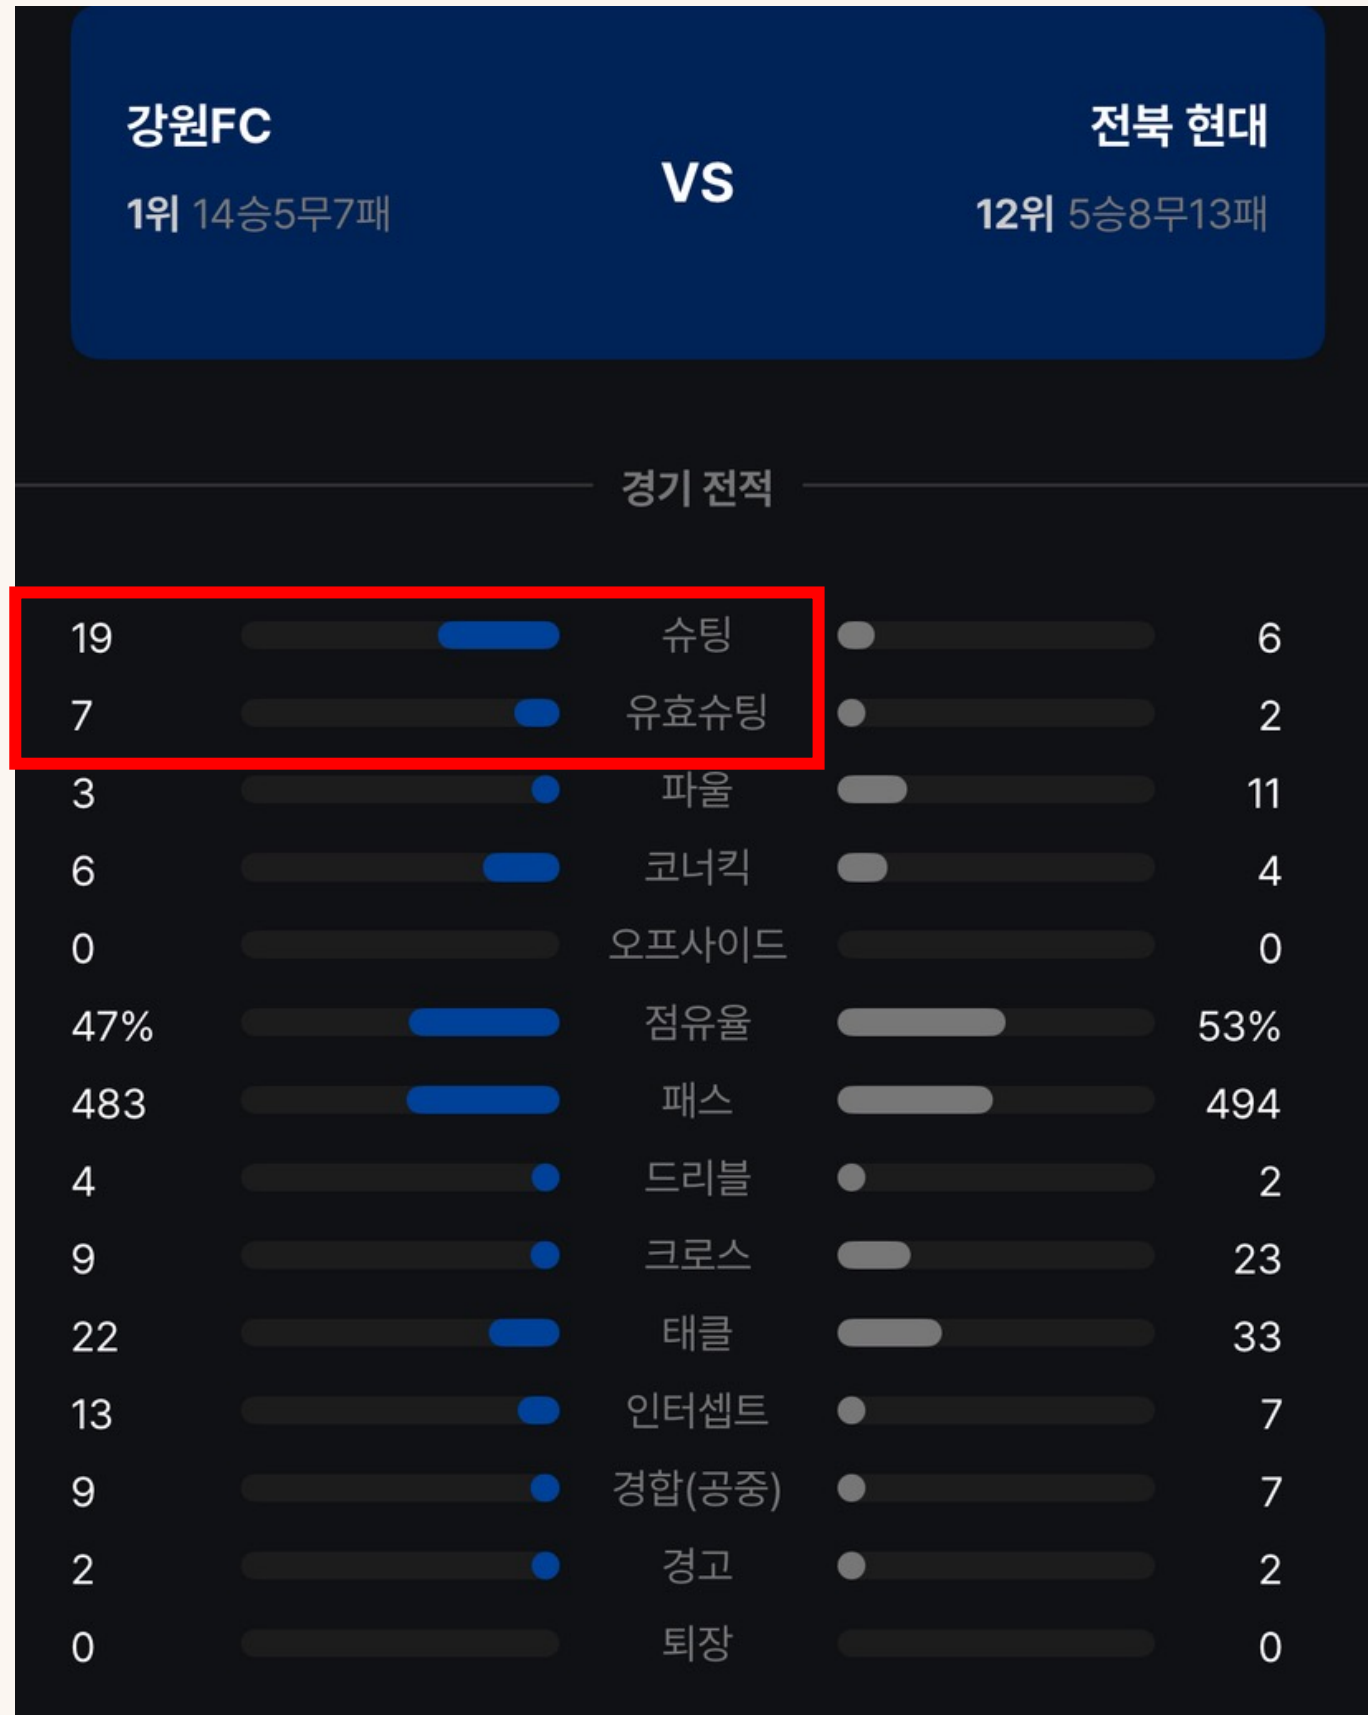 강원FC
전북 현대
VS
1위 14승5무7패
12위 5승8무13패
경기 전적
19 슈팅 6
7 유효슈팅 2
3 파울 11
6 코너킥 4
0 오프사이드 0
47% 점유율 53%
483 패스 494
4 드리블 2
9 크로스 23
22 태클 33
13 인터셉트 7
9 경합(공중) 7
2 경고 2
0 퇴장 0